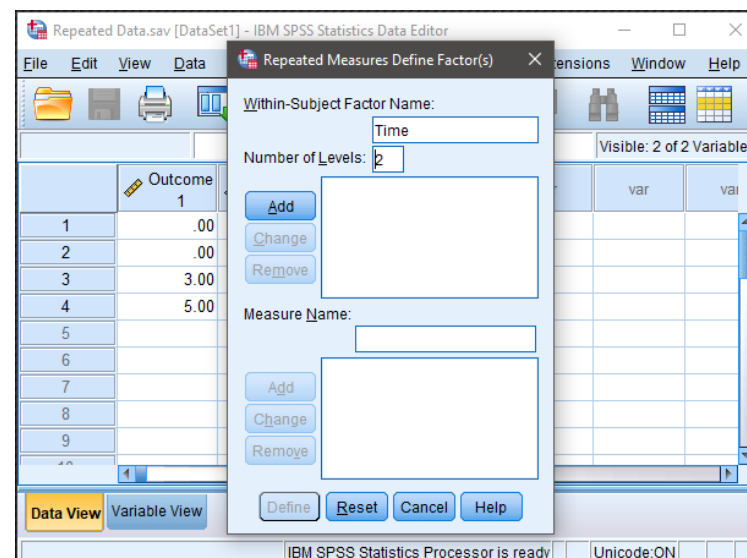 Repeated Data.sav [DataSet1] - IBM SPSS Statistics Data Editor
File Edit View Data Window Help
Visible: 2 of 2 Variable
Repeated Measures Define Factor(s)
Within-Subject Factor Name:
Time
Number of Levels: 2
Add
Change
Remove
Measure Name:
Add
Change
Remove
Define Reset Cancel Help
Outcome
1
var
1 .00
2 .00
3 3.00
4 5.00
5
6
7
8
9
Data View Variable View
IBM SPSS Statistics Processor is ready Unicode:ON